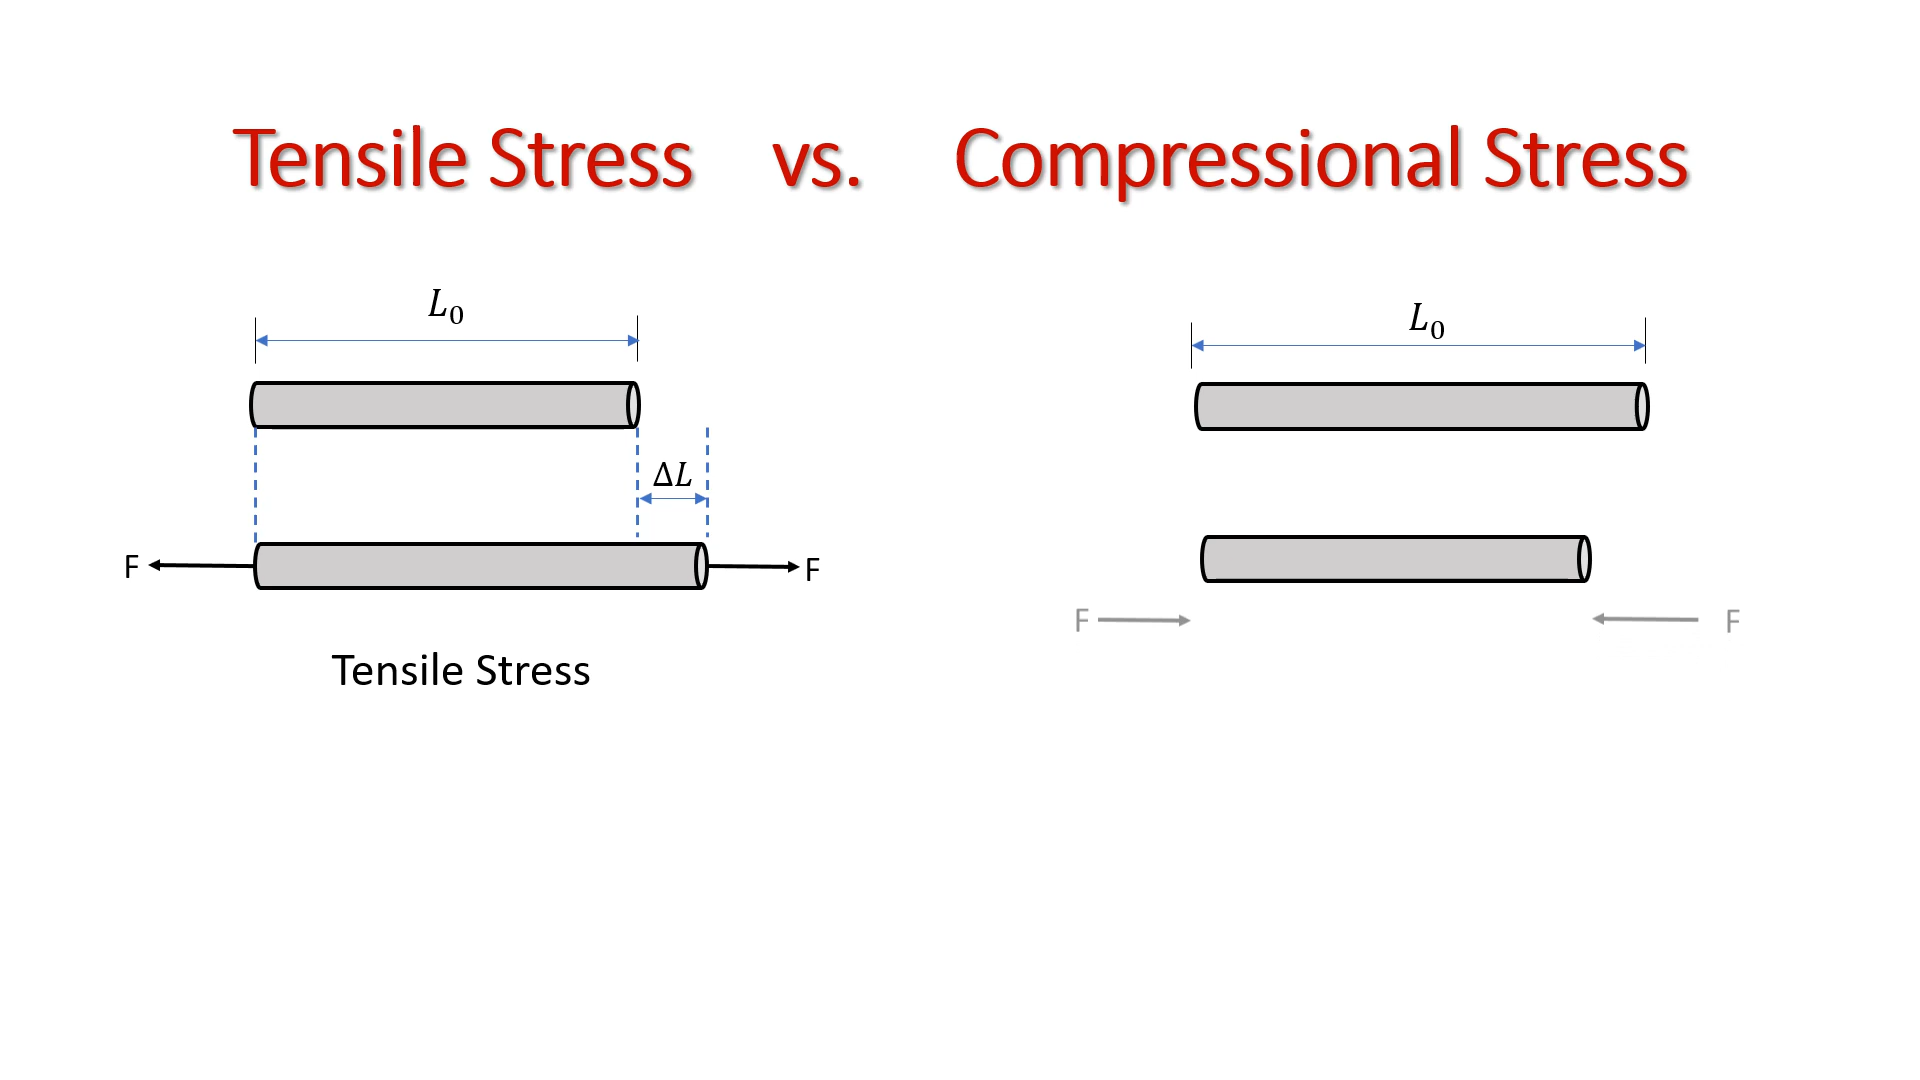 Tensile Stress vs. Compressional Stress
L₀
L₀
ΔL
F
F
F
F
Tensile Stress